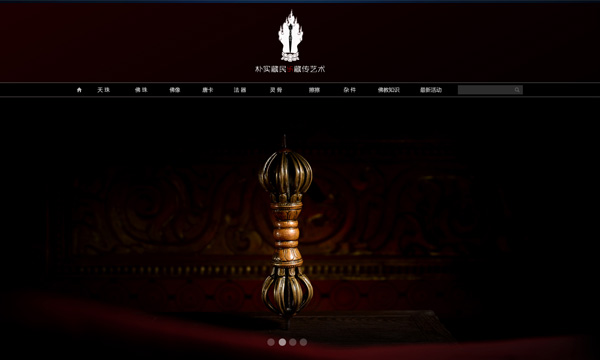 朴实藏民 藏传艺术
天珠 佛珠 佛像 唐卡 法器 灵骨 擦擦 杂件 佛教知识 最新活动